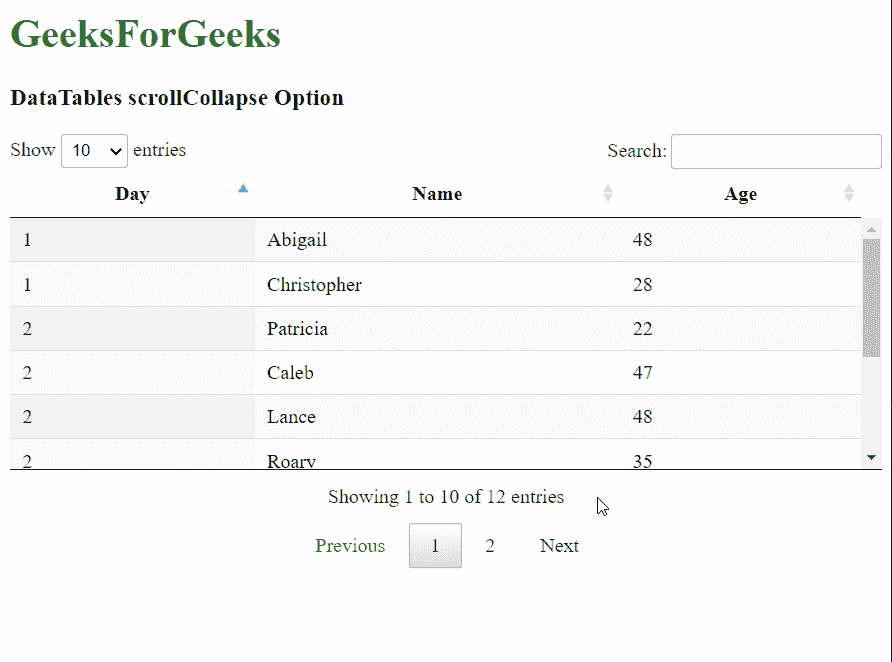 GeeksForGeeks
DataTables scrollCollapse Option
Show 10 entries Search:
Day Name Age
1 Abigail 48
1 Christopher 28
2 Patricia 22
2 Caleb 47
2 Lance 48
2 Roary 35
Showing 1 to 10 of 12 entries
Previous 1 2 Next